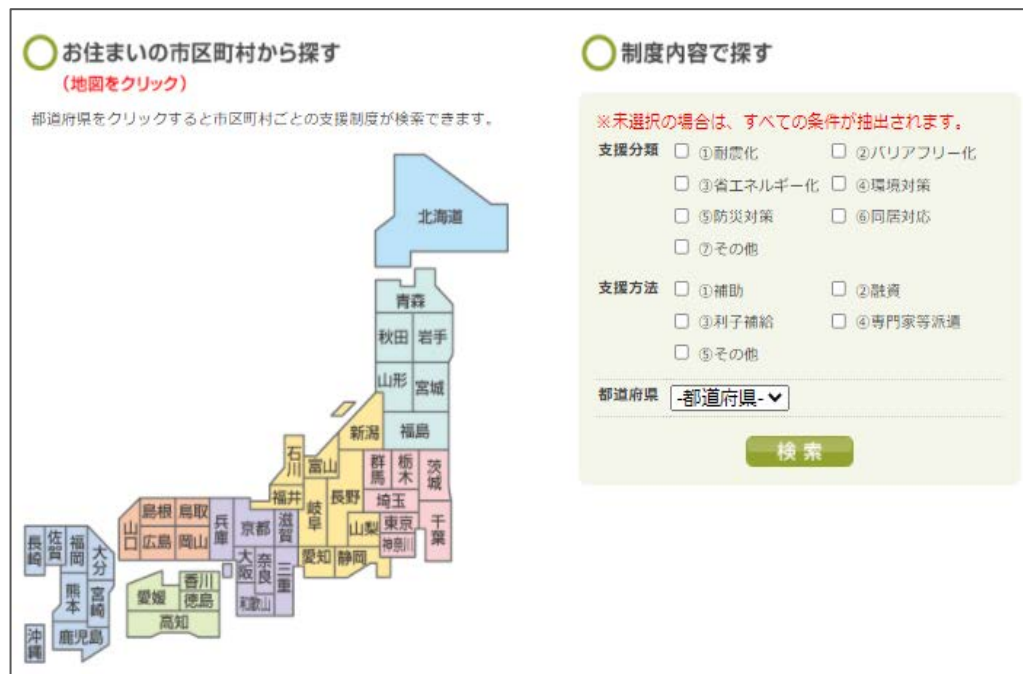 お住まいの市区町村から探す
(地図をクリック)
都道府県をクリックすると市区町村ごとの支援制度が検索できます。
北海道
青森
秋田 岩手
山形 宮城
新潟 福島
石川 富山 群馬 栃木 茨城
福井 岐阜 長野 埼玉
山口 島根 鳥取 兵庫 京都 滋賀 山梨 東京 千葉
広島 岡山 神奈川
長崎 佐賀 福岡 大分 大阪 奈良 三重 愛知 静岡
熊本 宮崎 愛媛 香川 徳島 和歌山
高知
沖縄 鹿児島
制度内容で探す
※未選択の場合は、すべての条件が抽出されます。
支援分類 ①耐震化 ②バリアフリー化
③省エネルギー化 ④環境対策
⑤防災対策 ⑥同居対応
⑦その他
支援方法 ①補助 ②融資
③利子補給 ④専門家等派遣
⑤その他
都道府県 -都道府県-
検索